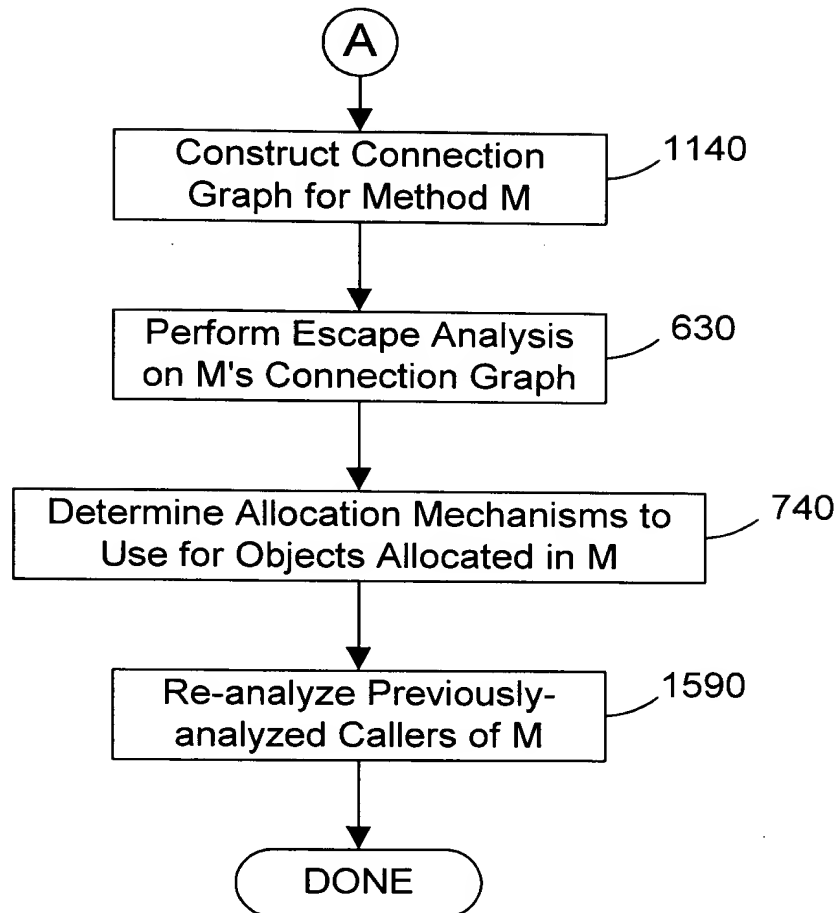 A
Construct Connection
Graph for Method M
1140
Perform Escape Analysis
on M's Connection Graph
630
Determine Allocation Mechanisms to
Use for Objects Allocated in M
740
Re-analyze Previously-
analyzed Callers of M
1590
DONE